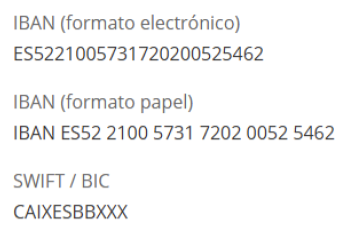 IBAN (formato electrónico)
ES5221005731720200525462
IBAN (formato papel)
IBAN ES52 2100 5731 7202 0052 5462
SWIFT / BIC
CAIXESBBXXX